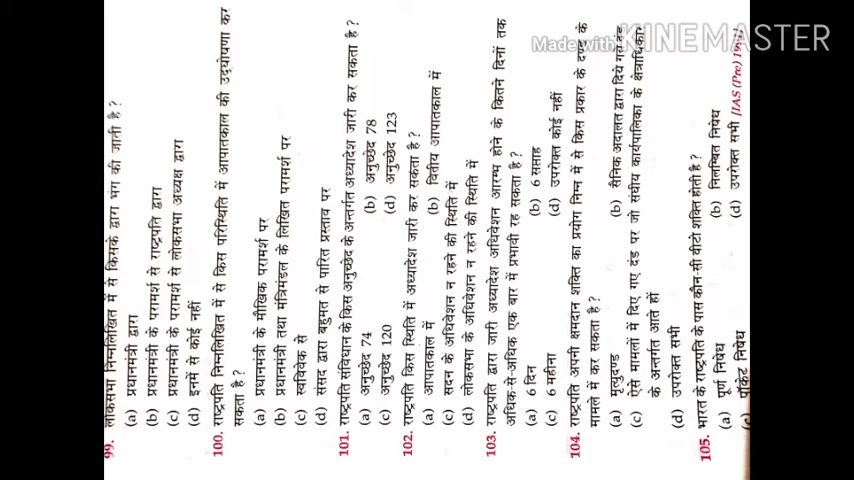 99. लोकसभा निम्नलिखित में से किसके द्वारा भंग की जाती है?
(a) प्रधानमंत्री द्वारा
(b) प्रधानमंत्री के परामर्श से राष्ट्रपति द्वारा
(c) प्रधानमंत्री के परामर्श से लोकसभा अध्यक्ष द्वारा
(d) इनमें से कोई नहीं
100. राष्ट्रपति निम्नलिखित में से किस परिस्थिति में आपातकाल की उद्घोषणा कर
सकता है?
(a) प्रधानमंत्री के मौखिक परामर्श पर
(b) प्रधानमंत्री तथा मंत्रिमंडल के लिखित परामर्श पर
(c) स्वविवेक से
(d) संसद द्वारा बहुमत से पारित प्रस्ताव पर
101. राष्ट्रपति संविधान के किस अनुच्छेद के अन्तर्गत अध्यादेश जारी कर सकता है?
(a) अनुच्छेद 74 (b) अनुच्छेद 78
(c) अनुच्छेद 120 (d) अनुच्छेद 123
102. राष्ट्रपति किस स्थिति में अध्यादेश जारी कर सकता है?
(a) आपातकाल में (b) वित्तीय आपातकाल में
(c) सदन के अधिवेशन न रहने की स्थिति में
(d) लोकसभा के अधिवेशन न रहने की स्थिति में
103. राष्ट्रपति द्वारा जारी अध्यादेश अधिवेशन आरम्भ होने के कितने दिनों तक
अधिक-से-अधिक एक बार में प्रभावी रह सकता है?
(a) 6 दिन (b) 6 सप्ताह
(c) 6 महीना (d) उपरोक्त कोई नहीं
104. राष्ट्रपति अपनी क्षमादान शक्ति का प्रयोग निम्न में से किस प्रकार के दण्ड के
मामले में कर सकता है?
(a) मृत्युदण्ड (b) सैनिक अदालत द्वारा दिये गये दंड
(c) ऐसे मामलों में दिए गए दंड पर जो संघीय कार्यपालिका के क्षेत्राधिकार
के अन्तर्गत आते हों
(d) उपरोक्त सभी
105. भारत के राष्ट्रपति के पास कौन-सी वीटो शक्ति होती है?
(a) पूर्ण निषेध (b) निलम्बित निषेध
(c) पॉकेट निषेध (d) उपरोक्त सभी [IAS (Pre)
Made with KINEMASTER